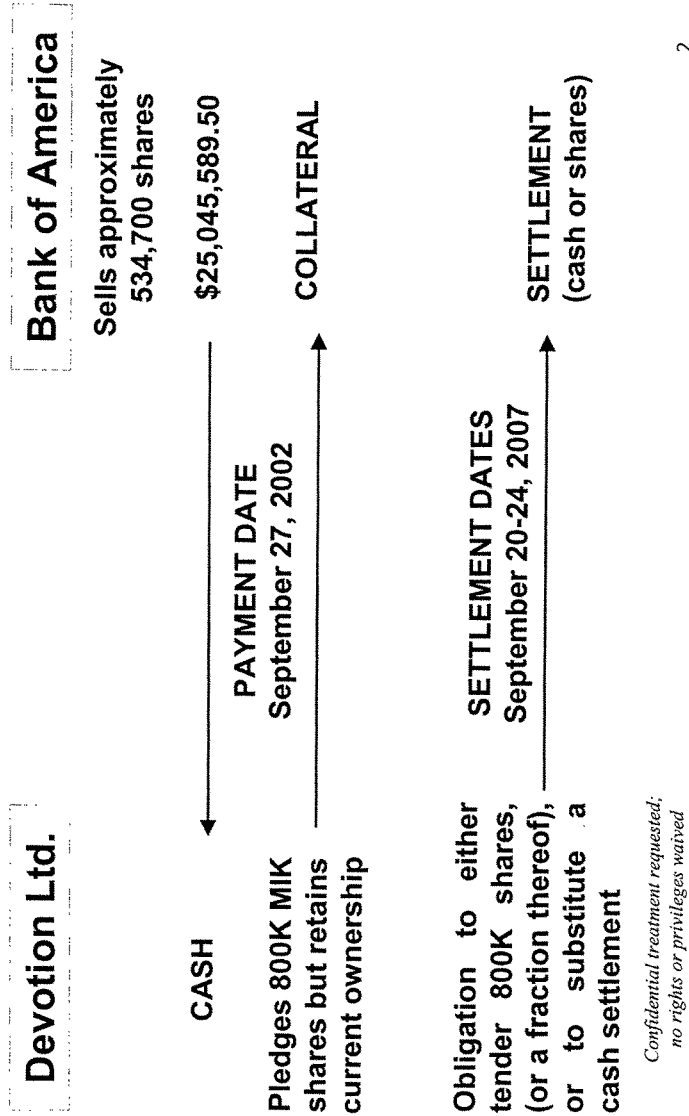 Devotion Ltd.
Bank of America
Sells approximately
534,700 shares
CASH
$25,045,589.50
PAYMENT DATE
September 27, 2002
Pledges 800K MIK
shares but retains
current ownership
COLLATERAL
Obligation to either
tender 800K shares,
(or a fraction thereof),
or to substitute a
cash settlement
SETTLEMENT DATES
September 20-24, 2007
SETTLEMENT
(cash or shares)
Confidential treatment requested;
no rights or privileges waived
2